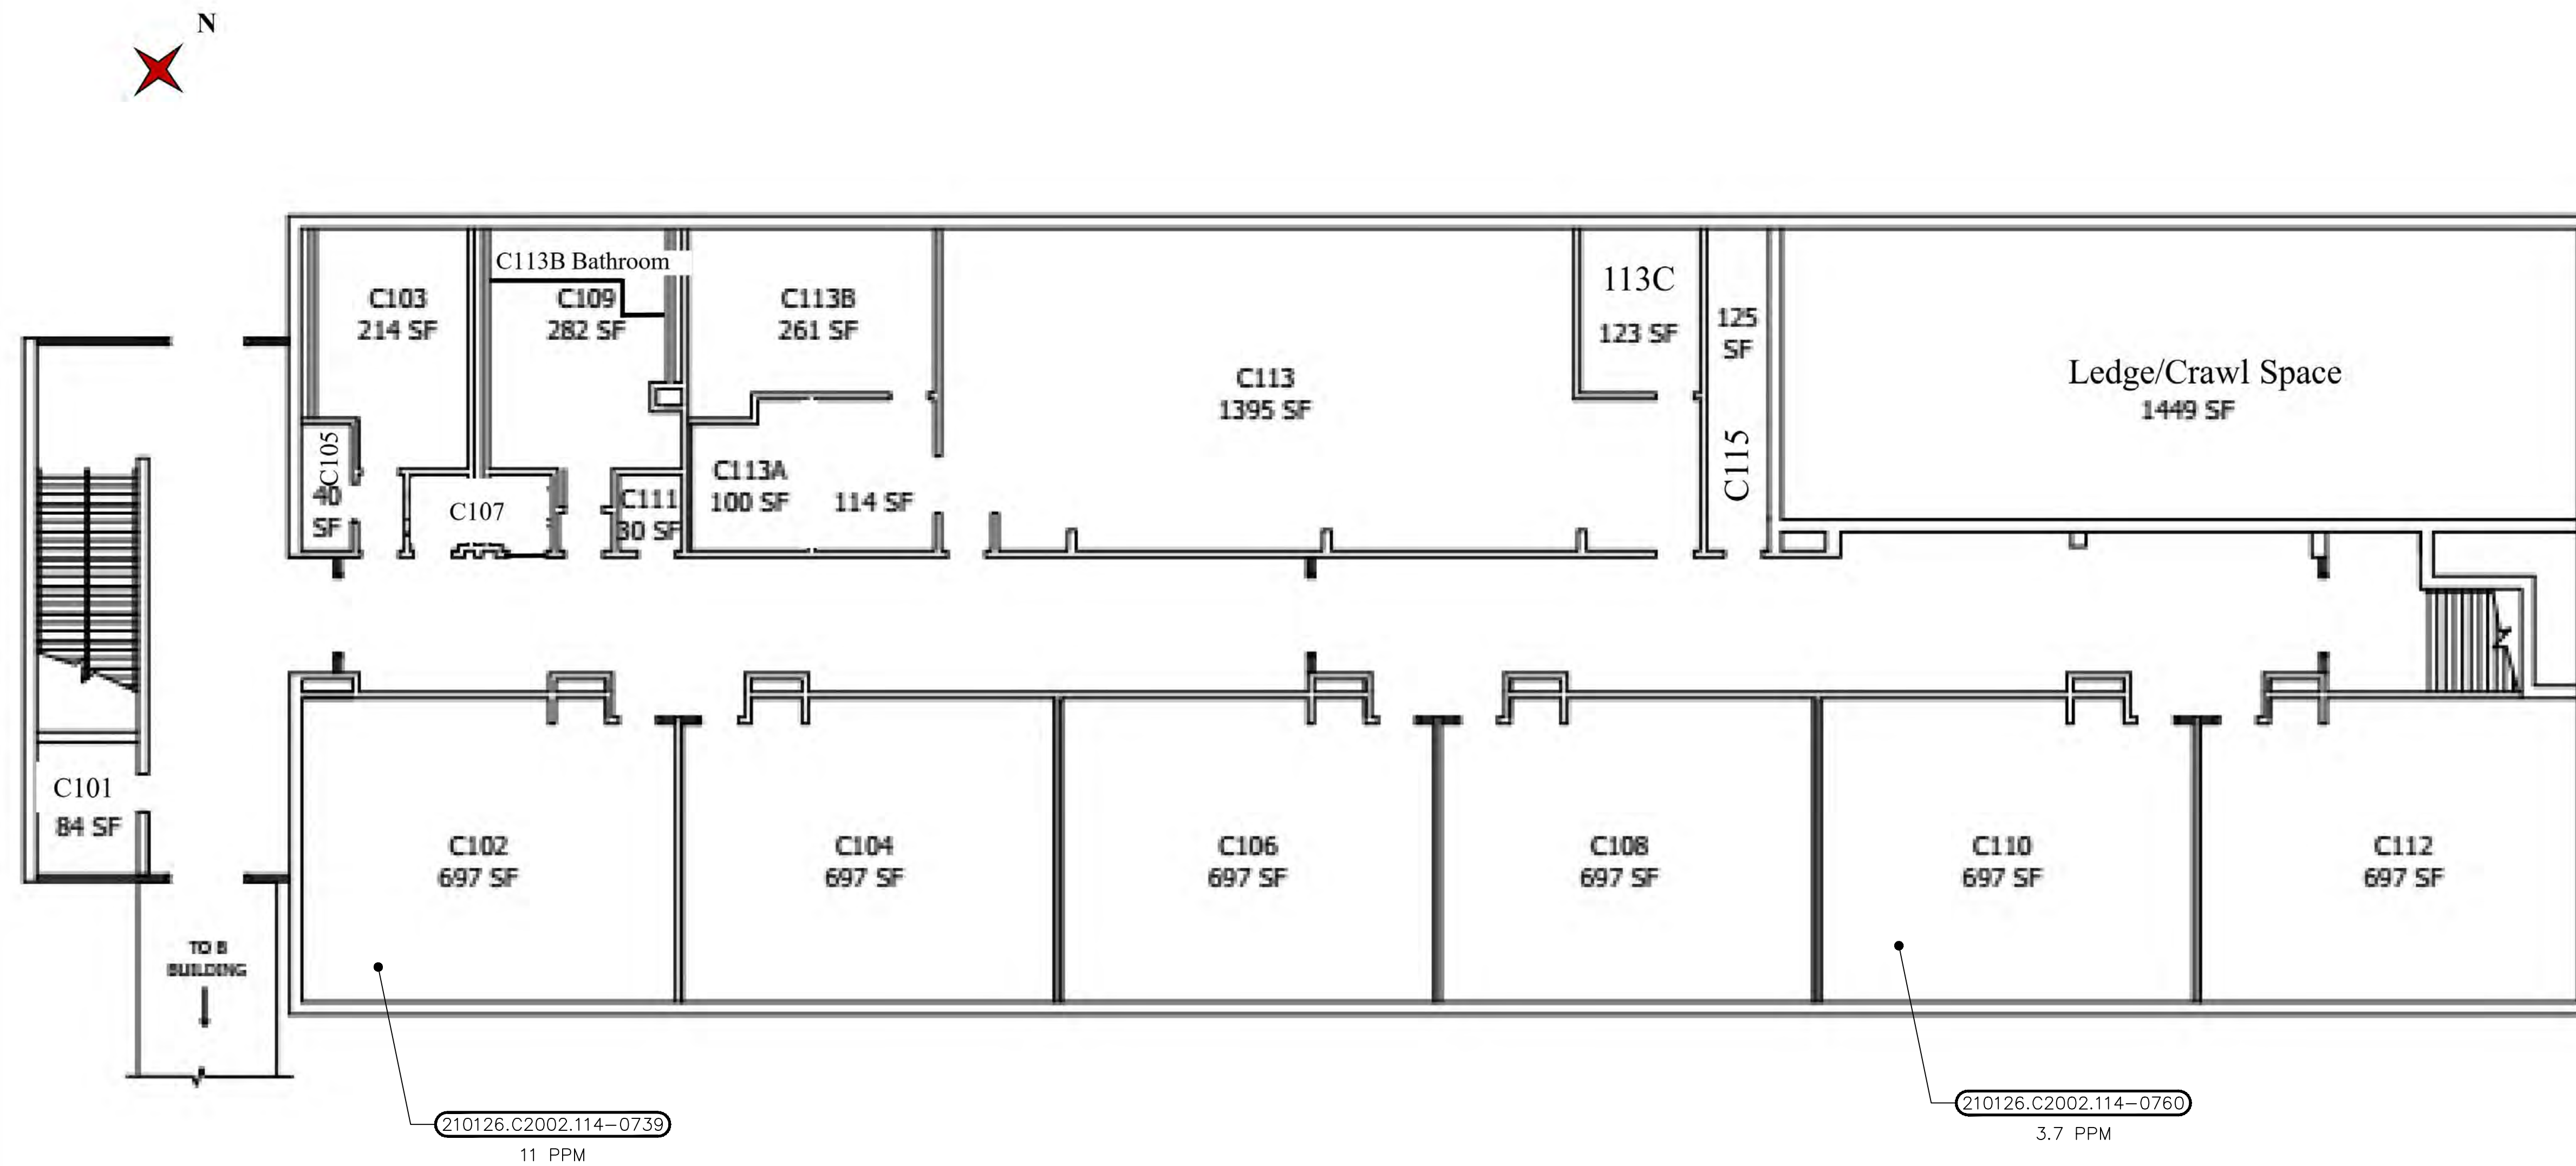 N
C113B Bathroom
C103
214 SF
C109
282 SF
C113B
261 SF
C113
1395 SF
113C
123 SF
125
SF
C115
Ledge/Crawl Space
1449 SF
C105
40
SF
C107
C111
30 SF
C113A
100 SF
114 SF
C101
84 SF
C102
697 SF
C104
697 SF
C106
697 SF
C108
697 SF
C110
697 SF
C112
697 SF
TO B
BUILDING
210126.C2002.114-0739
11 PPM
210126.C2002.114-0760
3.7 PPM